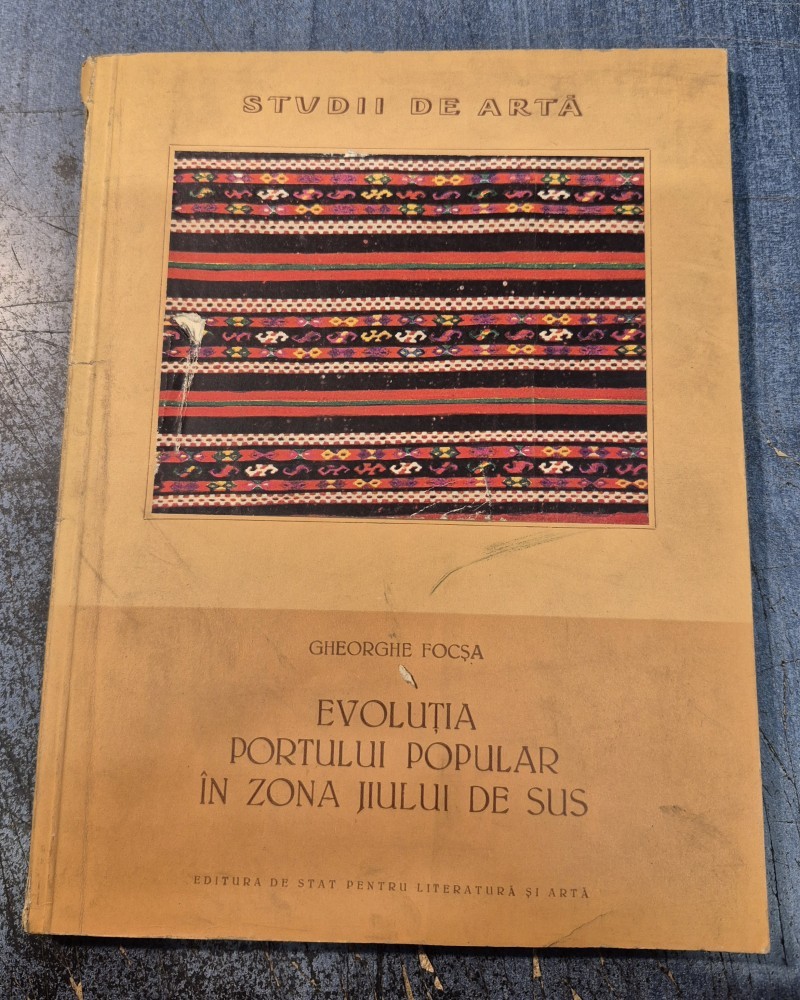 STUDII DE ARTĂ
GHEORGHE FOCȘA
EVOLUȚIA
PORTULUI POPULAR
ÎN ZONA JIULUI DE SUS
EDITURA DE STAT PENTRU LITERATURĂ ȘI ARTĂ